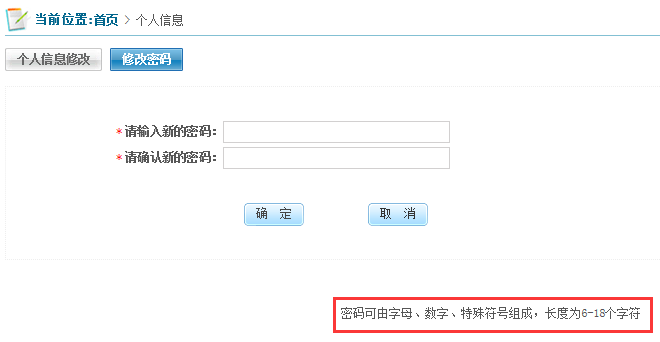 当前位置:首页 > 个人信息
个人信息修改 修改密码
*请输入新的密码:
*请确认新的密码:
确 定 取 消
密码可由字母、数字、特殊符号组成，长度为6-18个字符